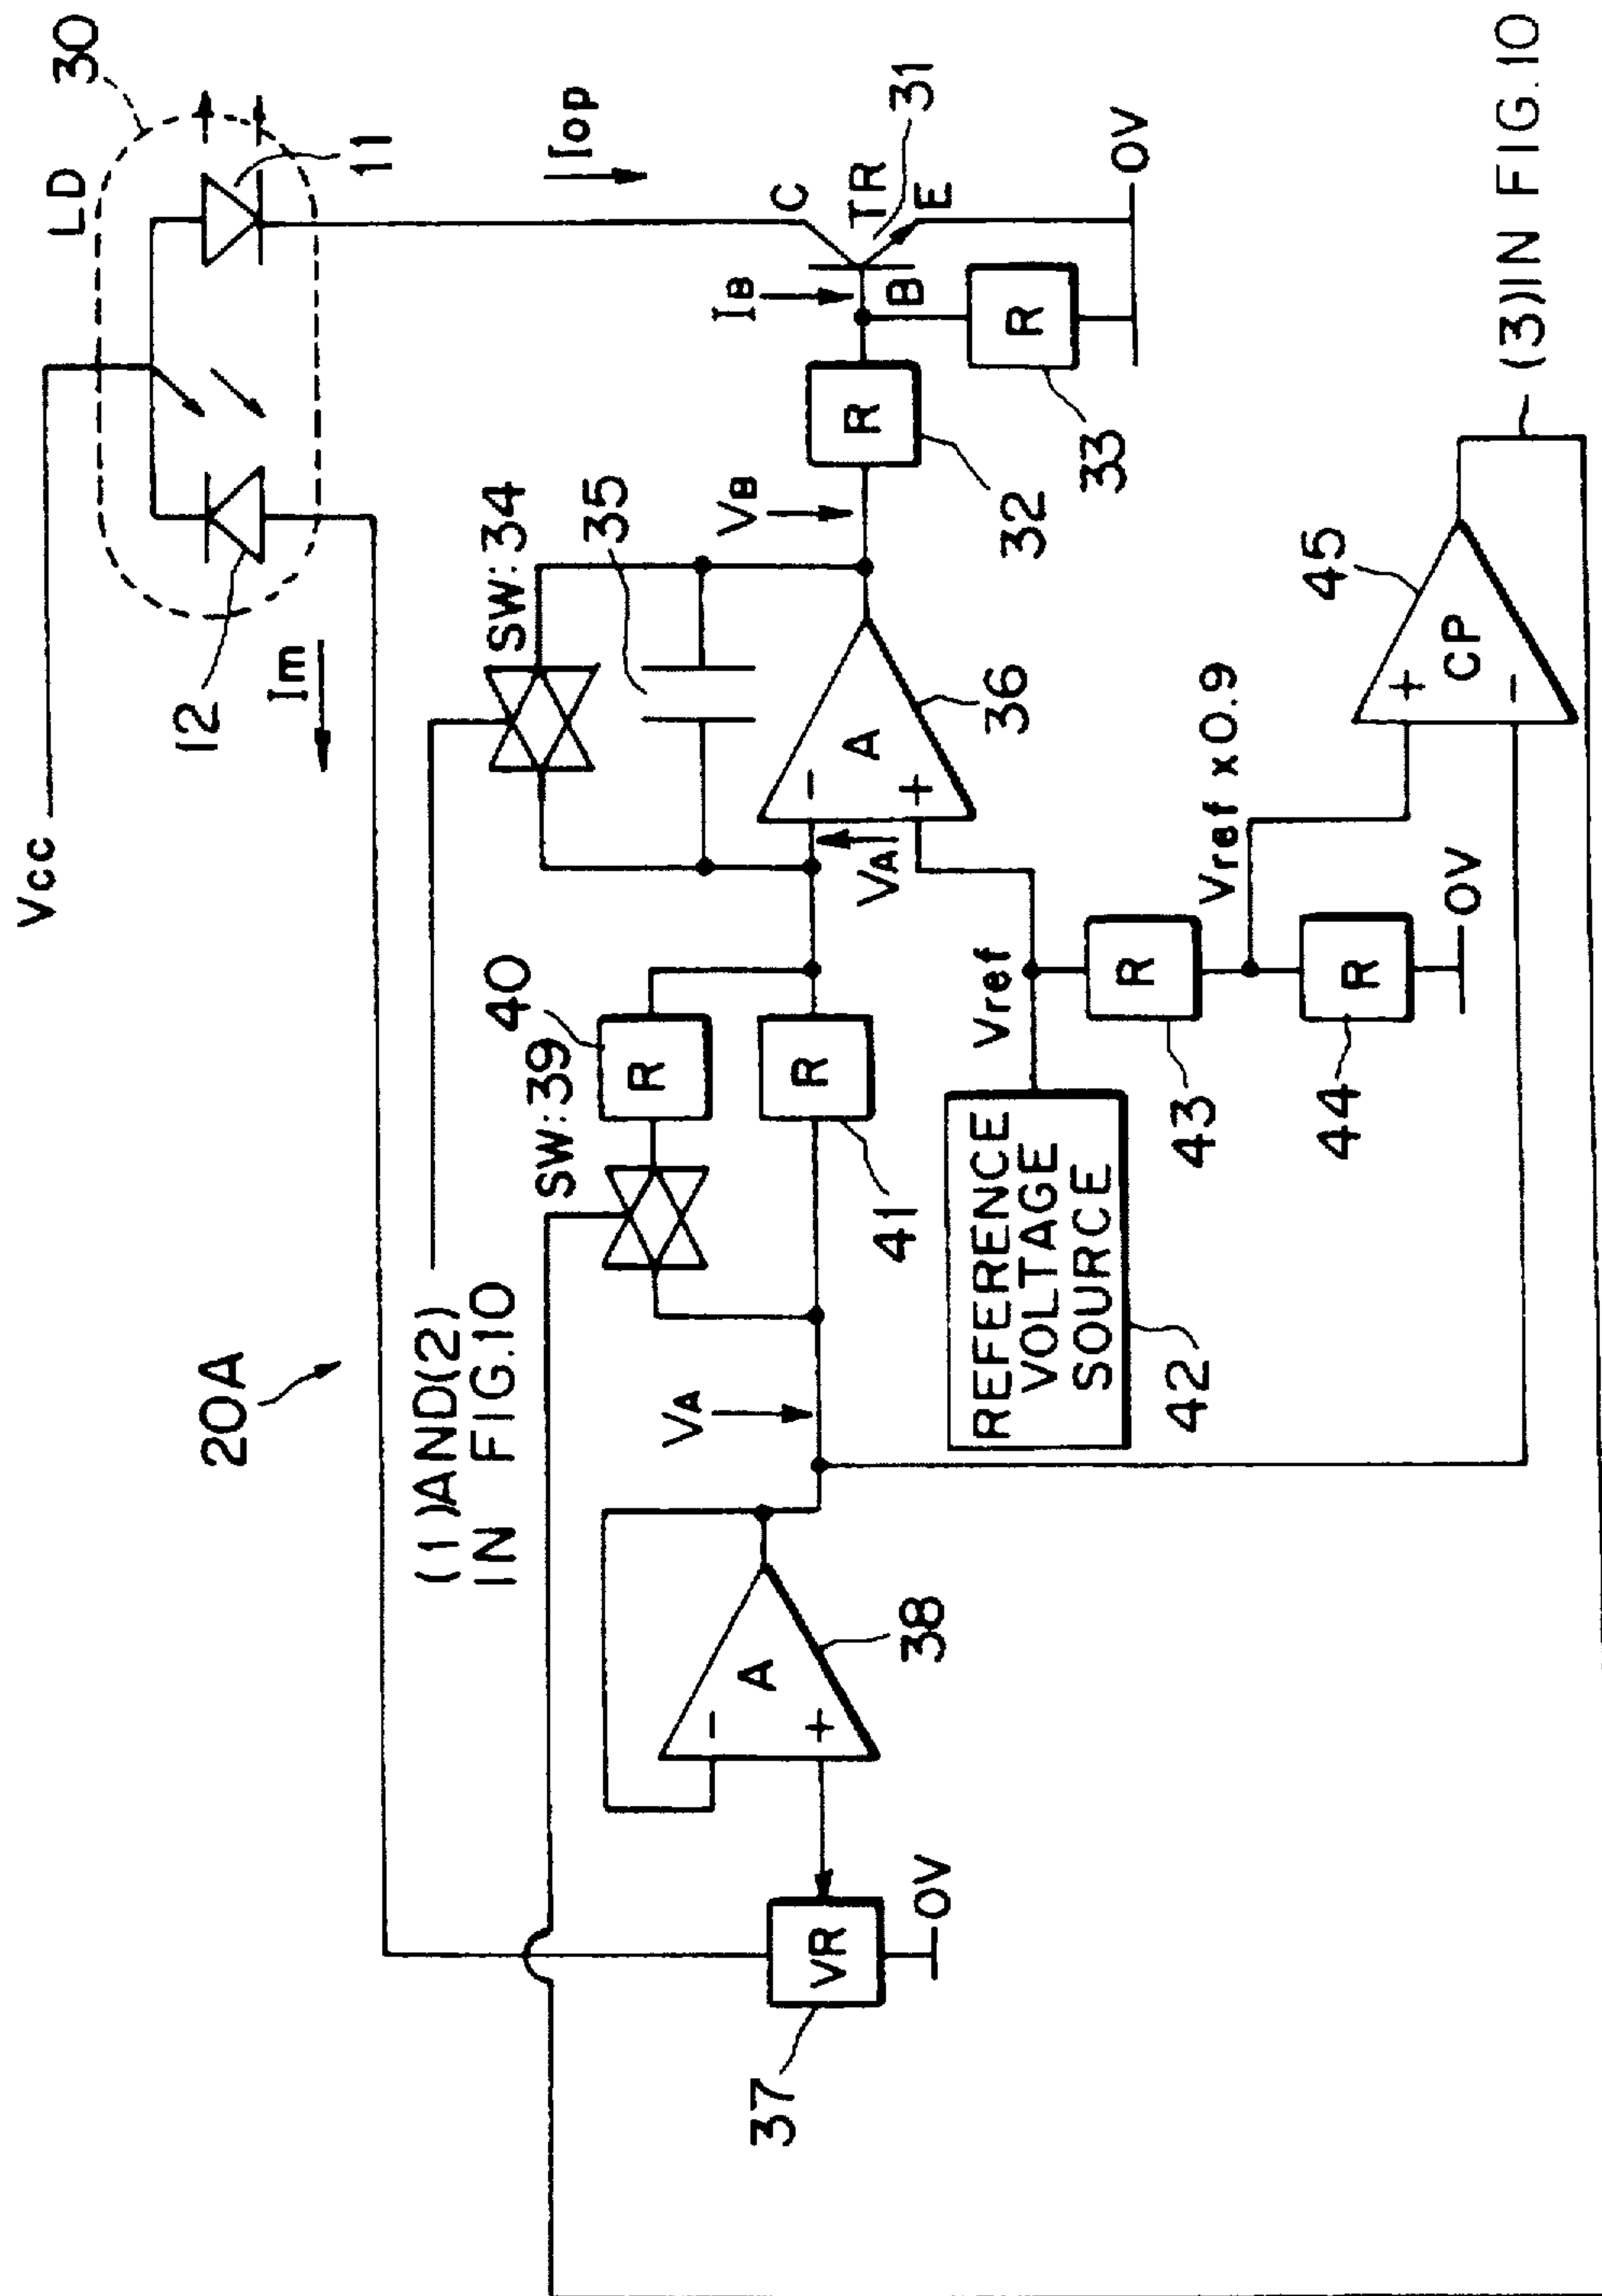 Vcc
LD
30
11
12
Im
Iop
20A
(1)AND(2)
IN FIG.10
SW:34
35
SW:39
40
R
R
41
VA
A
-
+
38
VR
37
0V
A
-
+
36
VA
VB
IB
R
32
R
33
C
B
TR
E
31
0V
Vref
REFERENCE
VOLTAGE
SOURCE
42
R
43
Vref x0.9
R
44
0V
+
CP
-
45
(3)IN FIG.10